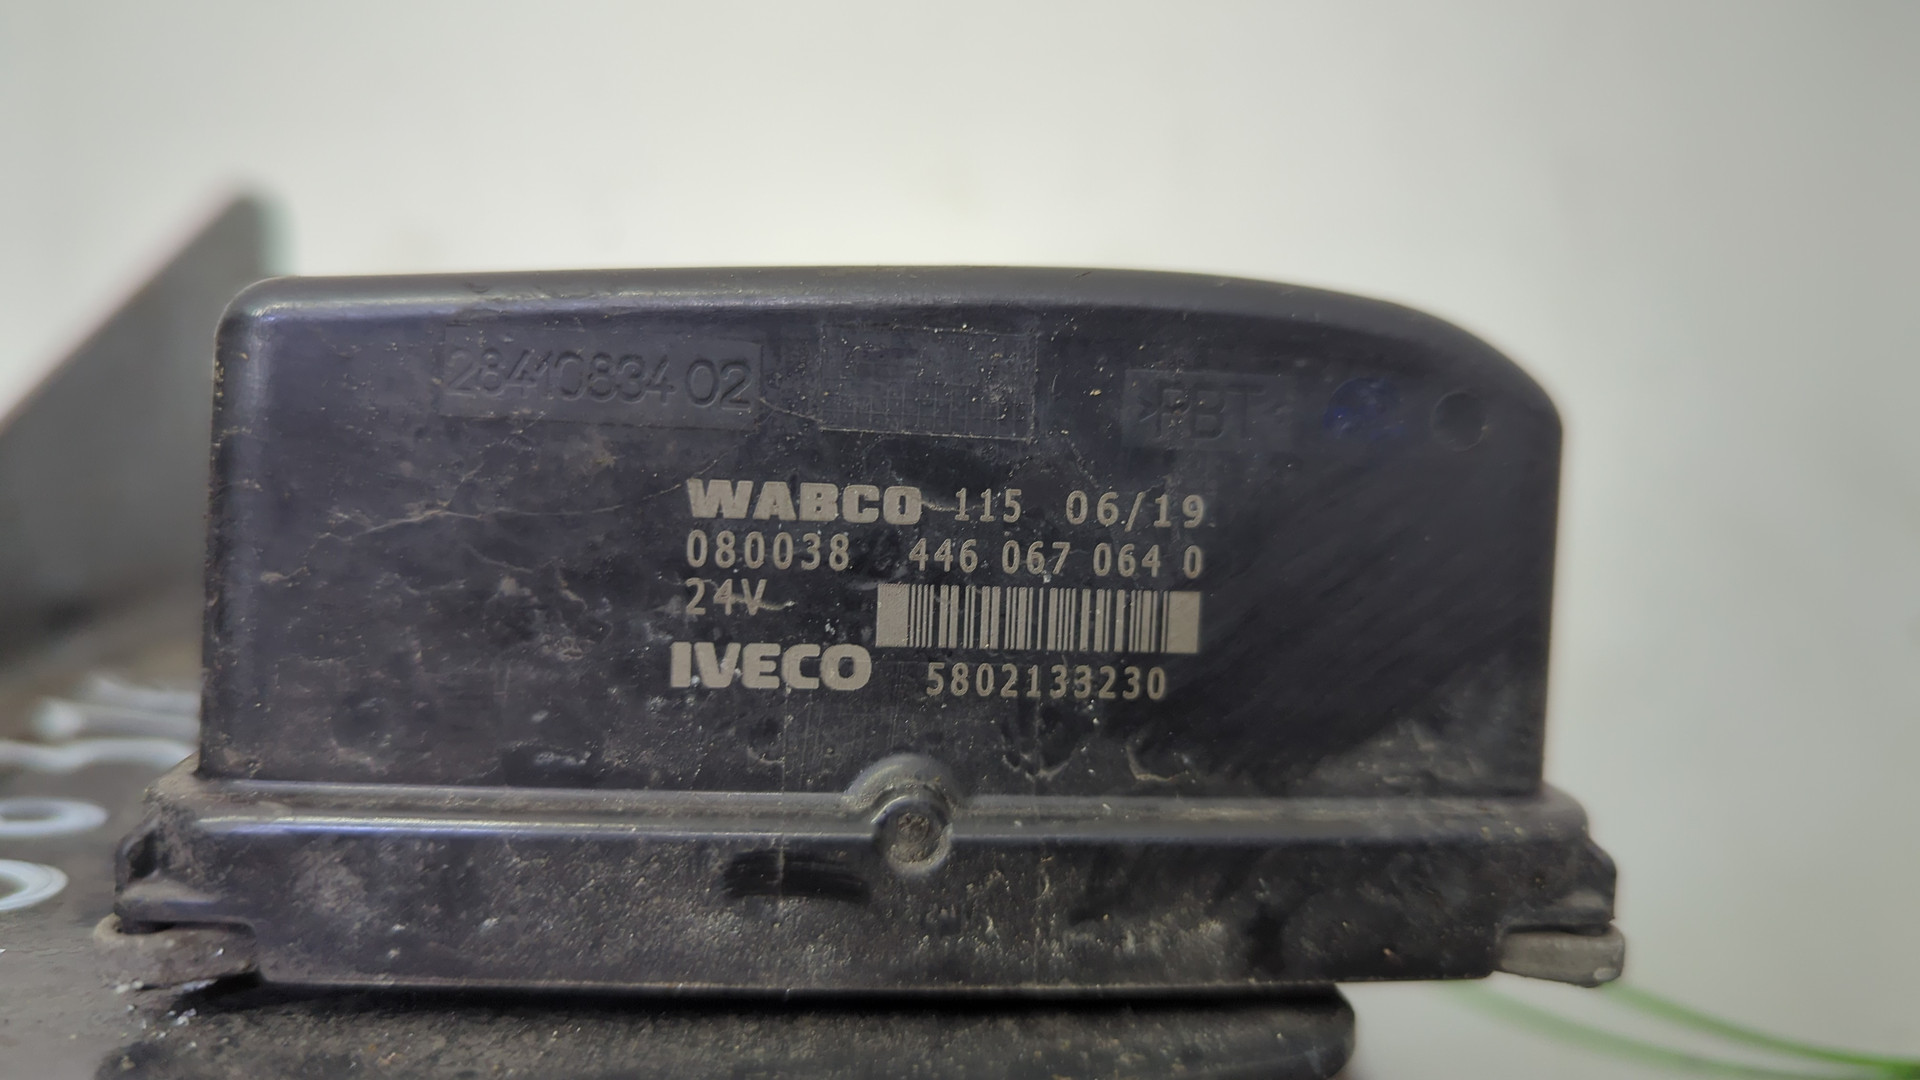 28410834 02
>PBT<
WABCO 115 06/19
080038 446 067 064 0
24V
IVECO 5802133230